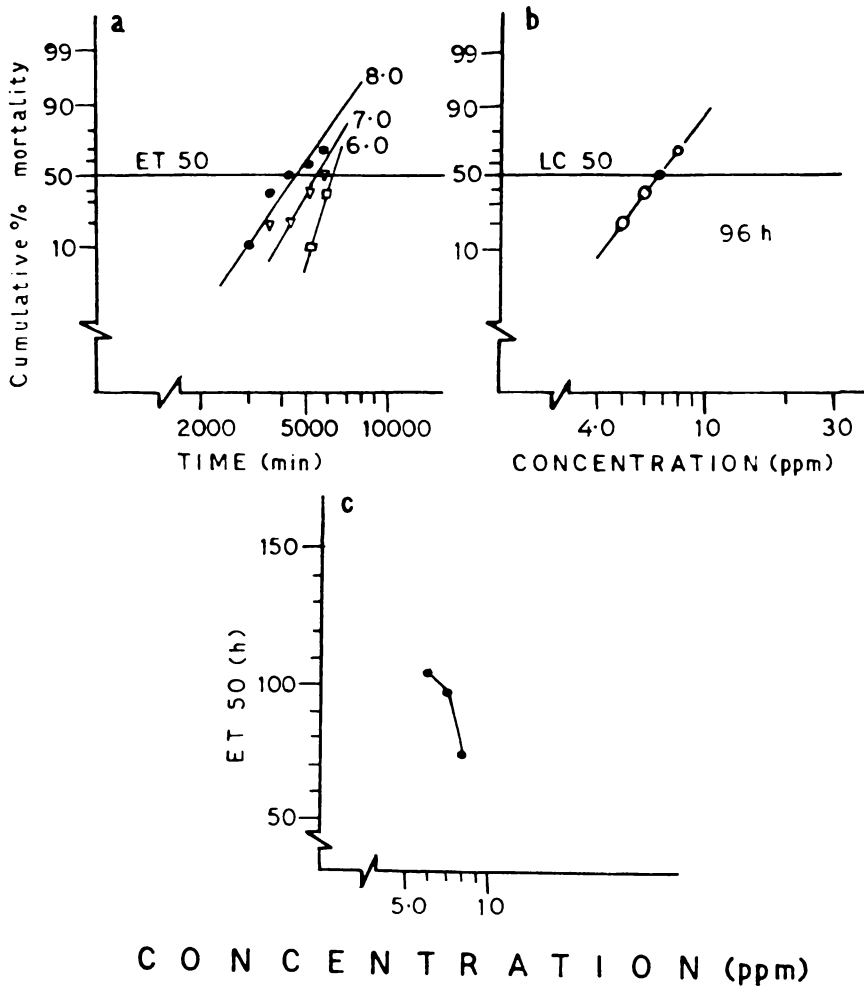 a
Cumulative % mortality
99
90
50
10
ET 50
8·0
7·0
6·0
2000
5000
10000
TIME (min)
b
99
90
50
10
LC 50
96 h
4·0
10
30
CONCENTRATION (ppm)
c
ET 50 (h)
150
100
50
5·0
10
CONCENTRATION (ppm)